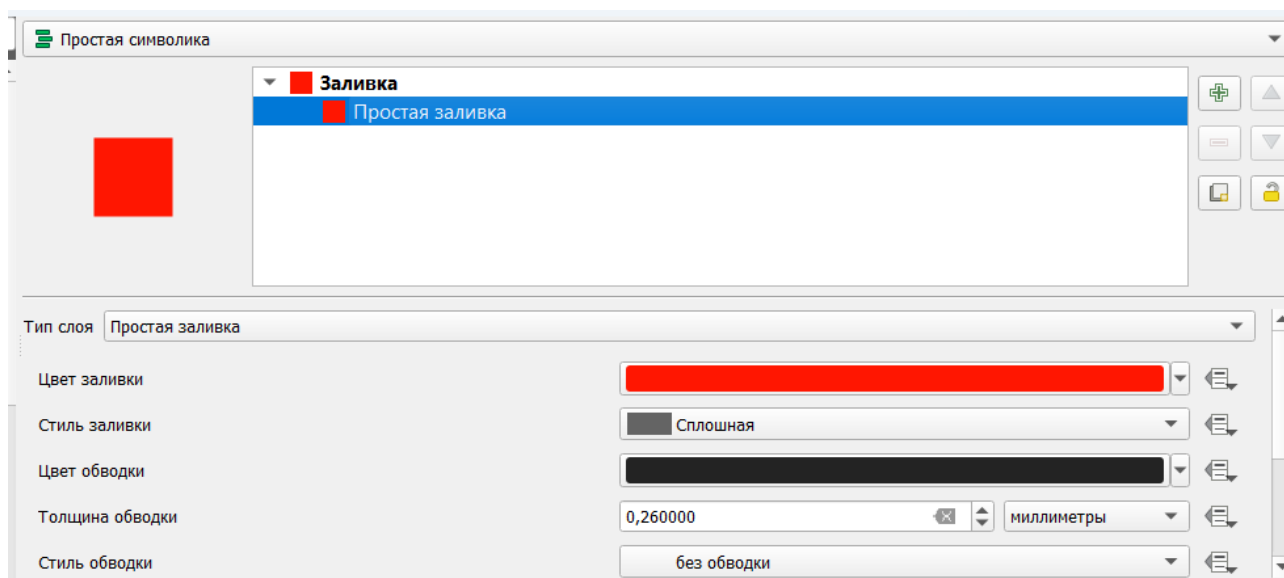 Простая символика
Заливка
Простая заливка
Тип слоя Простая заливка
Цвет заливки
Стиль заливки Сплошная
Цвет обводки
Толщина обводки 0,260000 миллиметры
Стиль обводки без обводки